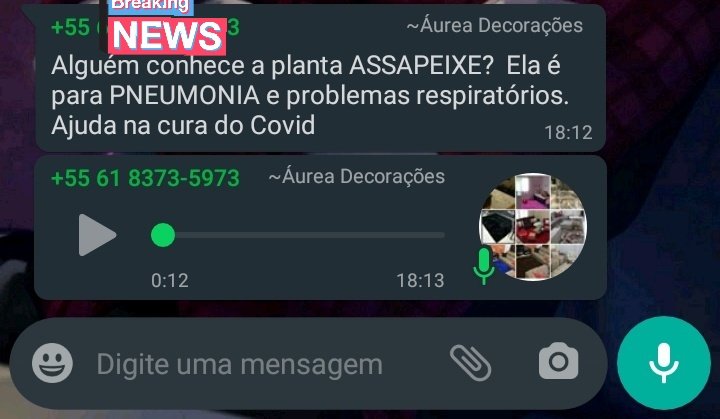 Breaking
NEWS
+55 6 3 ~Áurea Decorações
Alguém conhece a planta ASSAPEIXE? Ela é
para PNEUMONIA e problemas respiratórios.
Ajuda na cura do Covid
18:12
+55 61 8373-5973 ~Áurea Decorações
0:12 18:13
Digite uma mensagem